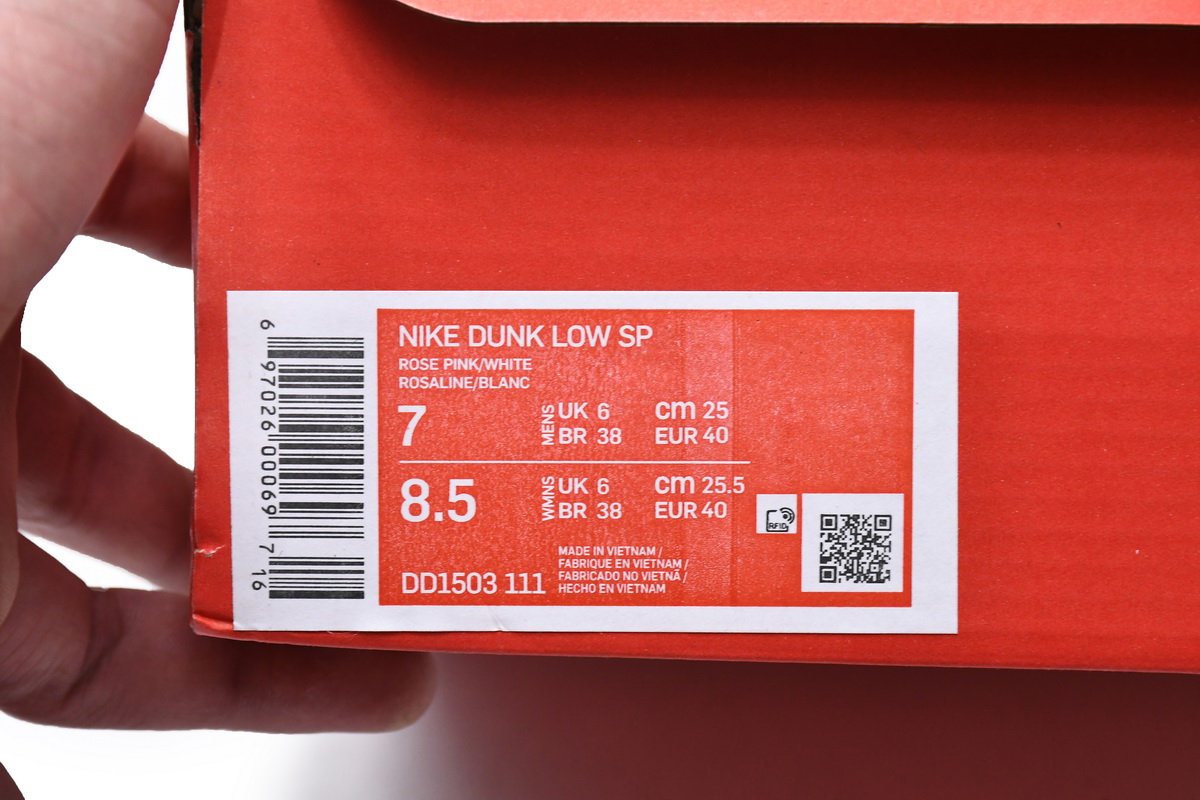 NIKE DUNK LOW SP
ROSE PINK/WHITE
ROSALINE/BLANC
7 MENS UK 6 cm 25
BR 38 EUR 40
8.5 WMNS UK 6 cm 25.5
BR 38 EUR 40
RFID
MADE IN VIETNAM /
FABRIQUE EN VIETNAM /
FABRICADO NO VIETNÃ /
HECHO EN VIETNAM
DD1503 111
6 97026 00069 7 16